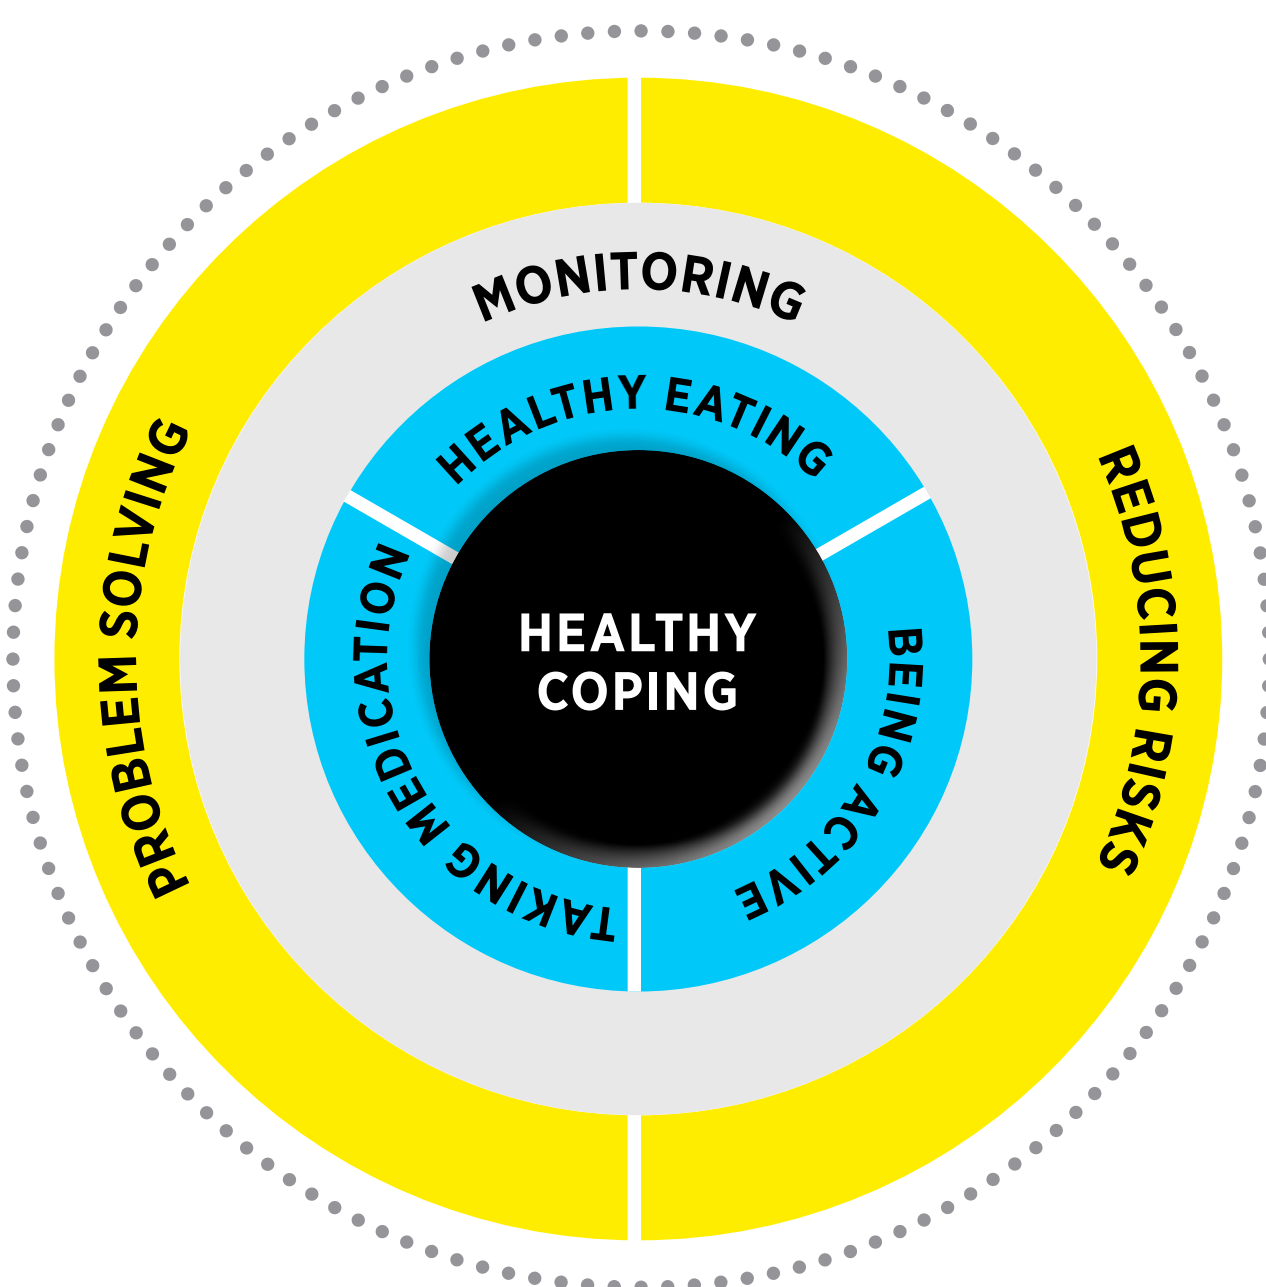 MONITORING
HEALTHY EATING
PROBLEM SOLVING
REDUCING RISKS
TAKING MEDICATION
BEING ACTIVE
HEALTHY
COPING